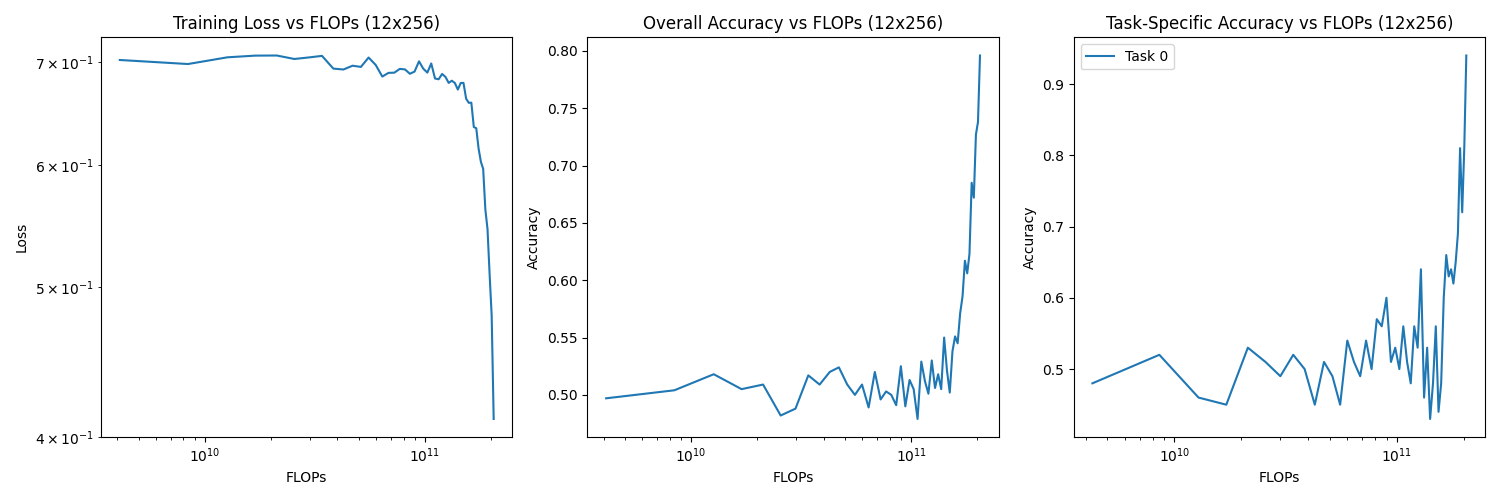 Training Loss vs FLOPs (12x256)
7 × 10⁻¹
6 × 10⁻¹
5 × 10⁻¹
4 × 10⁻¹
Loss
10¹⁰
10¹¹
FLOPs
Overall Accuracy vs FLOPs (12x256)
0.80
0.75
0.70
0.65
0.60
0.55
0.50
Accuracy
10¹⁰
10¹¹
FLOPs
Task-Specific Accuracy vs FLOPs (12x256)
Task 0
0.9
0.8
0.7
0.6
0.5
Accuracy
10¹⁰
10¹¹
FLOPs